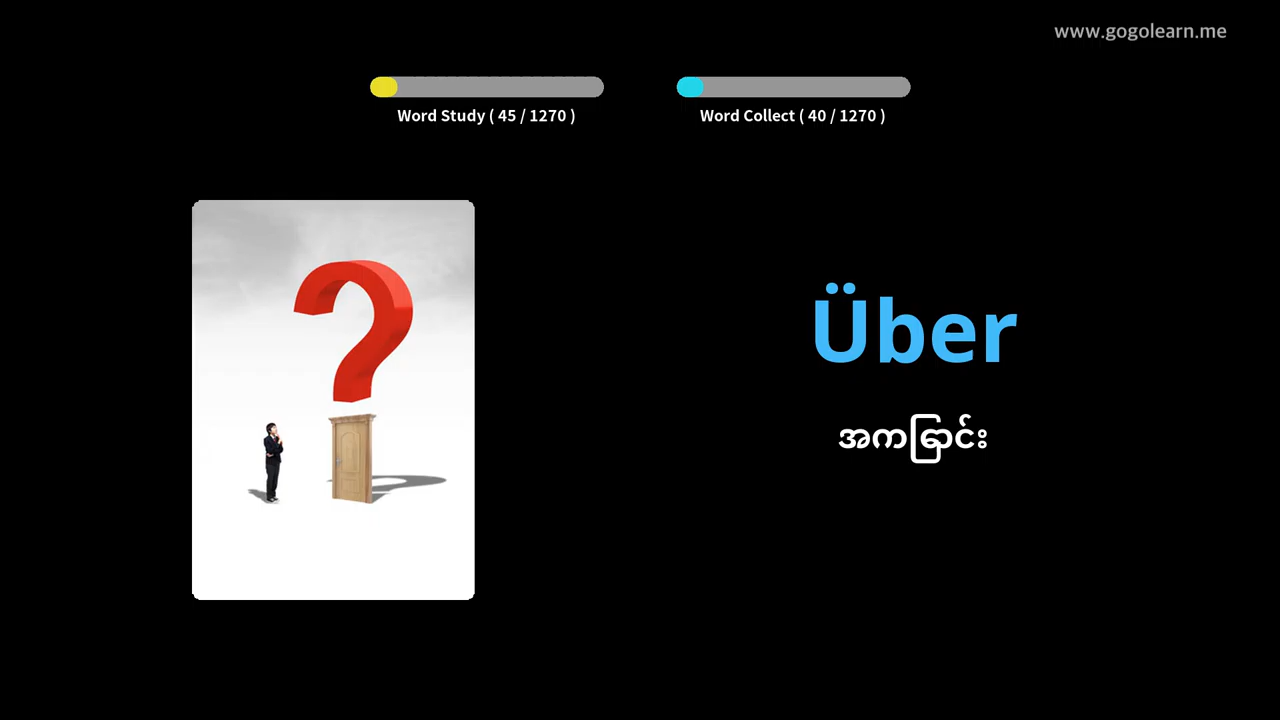 www.gogolearn.me
Word Study ( 45 / 1270 )
Word Collect ( 40 / 1270 )
Über
အကြောင်း